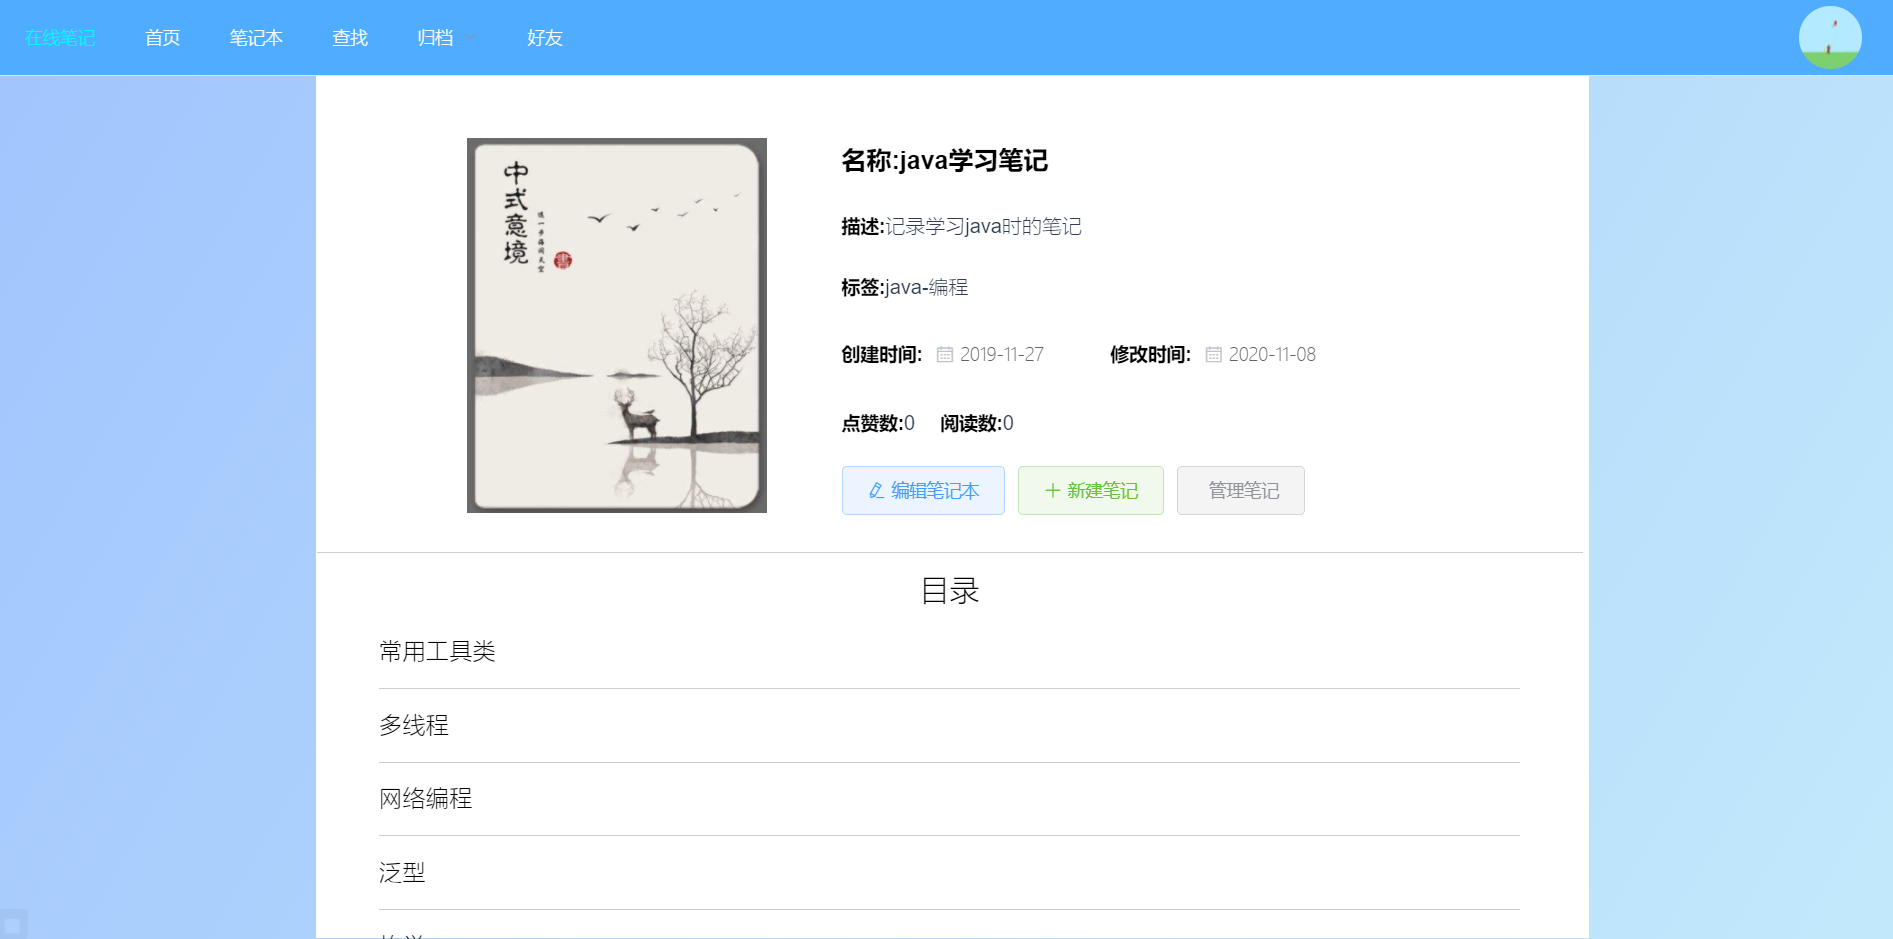 在线笔记 首页 笔记本 查找 归档 好友
中式意境
名称:java学习笔记
描述:记录学习java时的笔记
标签:java-编程
创建时间: 2019-11-27 修改时间: 2020-11-08
点赞数:0 阅读数:0
编辑笔记本 新建笔记 管理笔记
目录
常用工具类
多线程
网络编程
泛型